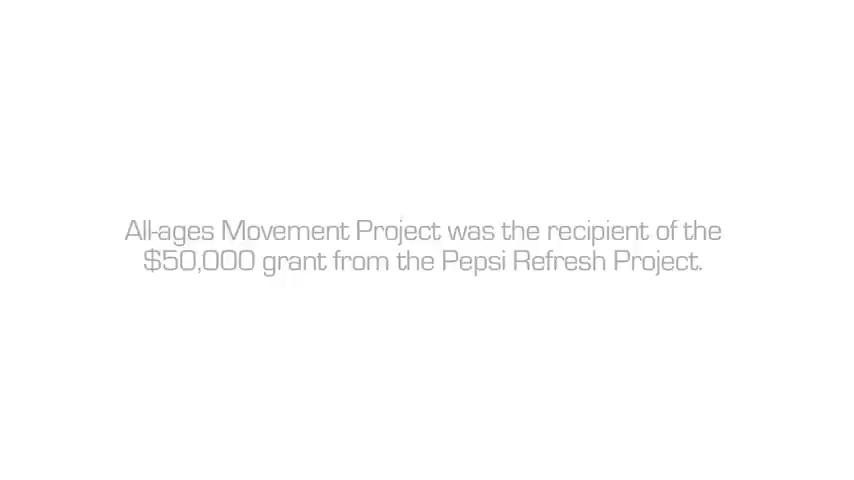 All-ages Movement Project was the recipient of the
$50,000 grant from the Pepsi Refresh Project.